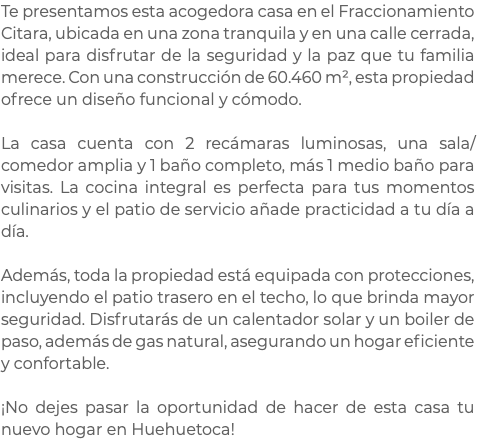 Te presentamos esta acogedora casa en el Fraccionamiento
Citara, ubicada en una zona tranquila y en una calle cerrada,
ideal para disfrutar de la seguridad y la paz que tu familia
merece. Con una construcción de 60.460 m², esta propiedad
ofrece un diseño funcional y cómodo.

La casa cuenta con 2 recámaras luminosas, una sala/
comedor amplia y 1 baño completo, más 1 medio baño para
visitas. La cocina integral es perfecta para tus momentos
culinarios y el patio de servicio añade practicidad a tu día a
día.

Además, toda la propiedad está equipada con protecciones,
incluyendo el patio trasero en el techo, lo que brinda mayor
seguridad. Disfrutarás de un calentador solar y un boiler de
paso, además de gas natural, asegurando un hogar eficiente
y confortable.

¡No dejes pasar la oportunidad de hacer de esta casa tu
nuevo hogar en Huehuetoca!